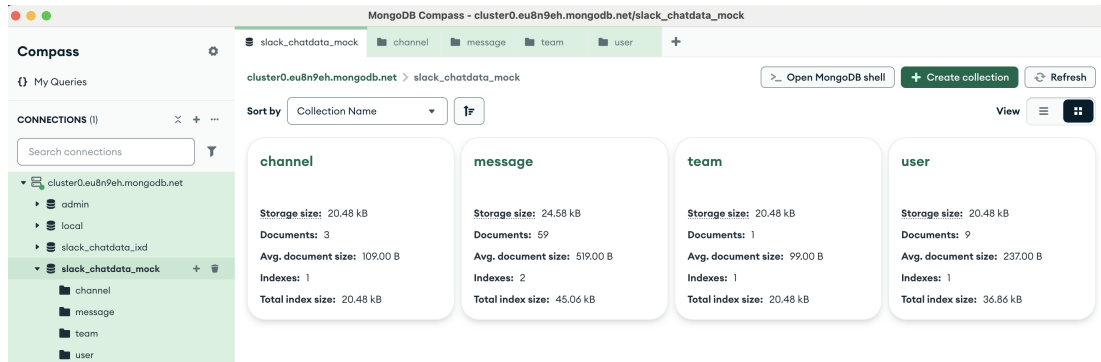 MongoDB Compass - cluster0.eu8n9eh.mongodb.net/slack_chatdata_mock
Compass
{} My Queries
CONNECTIONS (1)
Search connections
cluster0.eu8n9eh.mongodb.net
admin
local
slack_chatdata_ixd
slack_chatdata_mock
channel
message
team
user
slack_chatdata_mock channel message team user
cluster0.eu8n9eh.mongodb.net > slack_chatdata_mock
>_ Open MongoDB shell + Create collection Refresh
Sort by Collection Name View
channel
Storage size: 20.48 kB
Documents: 3
Avg. document size: 109.00 B
Indexes: 1
Total index size: 20.48 kB
message
Storage size: 24.58 kB
Documents: 59
Avg. document size: 519.00 B
Indexes: 2
Total index size: 45.06 kB
team
Storage size: 20.48 kB
Documents: 1
Avg. document size: 99.00 B
Indexes: 1
Total index size: 20.48 kB
user
Storage size: 20.48 kB
Documents: 9
Avg. document size: 237.00 B
Indexes: 1
Total index size: 36.86 kB